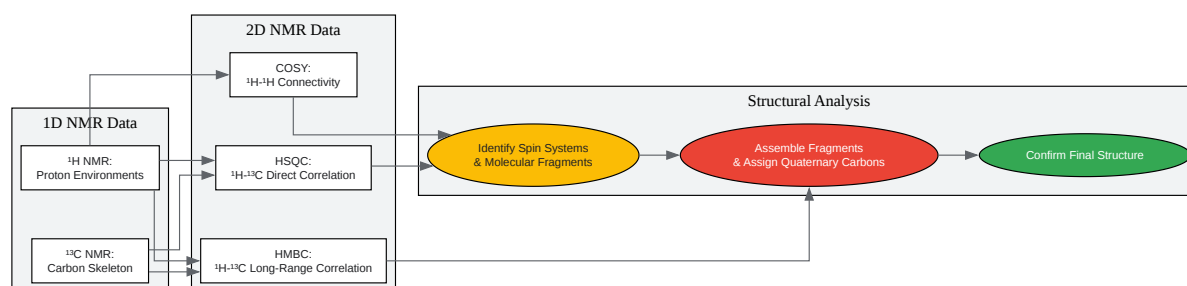 1D NMR Data
¹H NMR:
Proton Environments
¹³C NMR:
Carbon Skeleton
2D NMR Data
COSY:
¹H-¹H Connectivity
HSQC:
¹H-¹³C Direct Correlation
HMBC:
¹H-¹³C Long-Range Correlation
Structural Analysis
Identify Spin Systems
& Molecular Fragments
Assemble Fragments
& Assign Quaternary Carbons
Confirm Final Structure